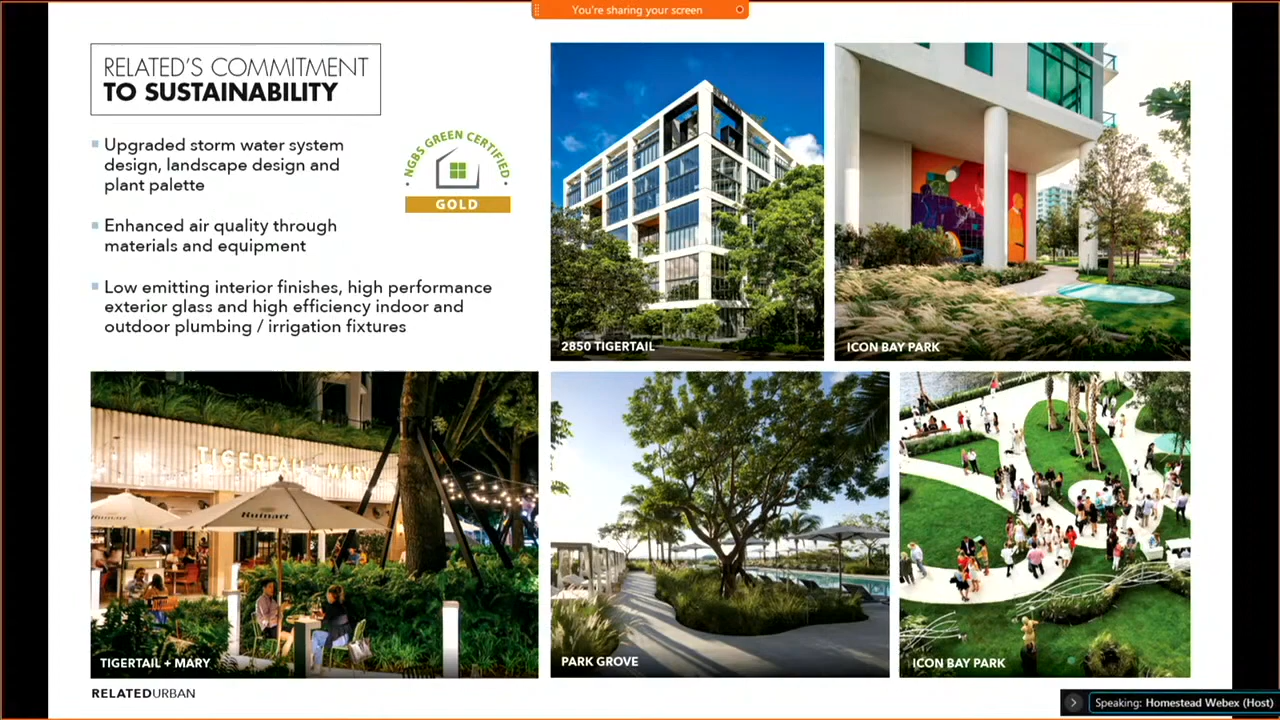 You're sharing your screen
RELATED'S COMMITMENT
TO SUSTAINABILITY
Upgraded storm water system
design, landscape design and
plant palette
Enhanced air quality through
materials and equipment
Low emitting interior finishes, high performance
exterior glass and high efficiency indoor and
outdoor plumbing / irrigation fixtures
NGBS GREEN CERTIFIED
GOLD
2850 TIGERTAIL
ICON BAY PARK
TIGERTAIL + MARY
Ruinart
TIGERTAIL + MARY
PARK GROVE
ICON BAY PARK
RELATEDURBAN
Speaking: Homestead Webex (Host)